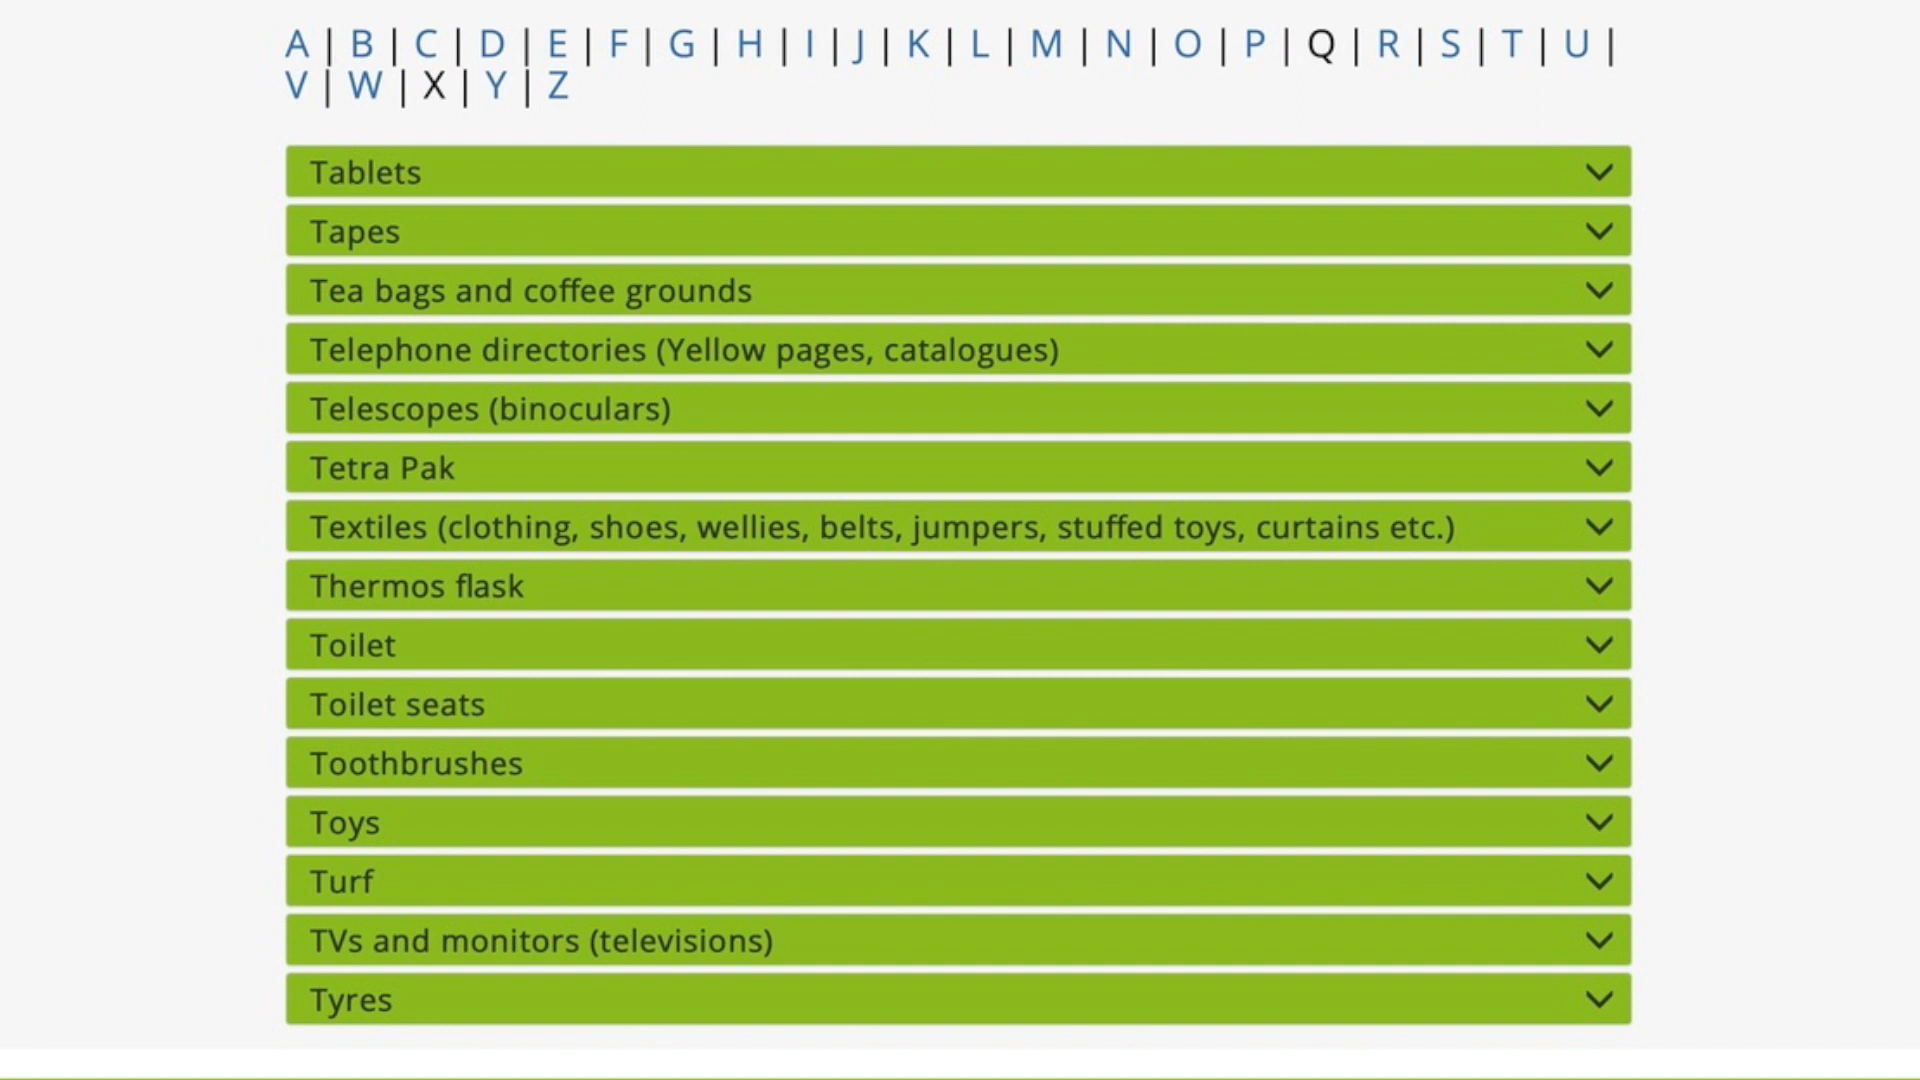 A | B | C | D | E | F | G | H | I | J | K | L | M | N | O | P | Q | R | S | T | U |
V | W | X | Y | Z
Tablets
Tapes
Tea bags and coffee grounds
Telephone directories (Yellow pages, catalogues)
Telescopes (binoculars)
Tetra Pak
Textiles (clothing, shoes, wellies, belts, jumpers, stuffed toys, curtains etc.)
Thermos flask
Toilet
Toilet seats
Toothbrushes
Toys
Turf
TVs and monitors (televisions)
Tyres